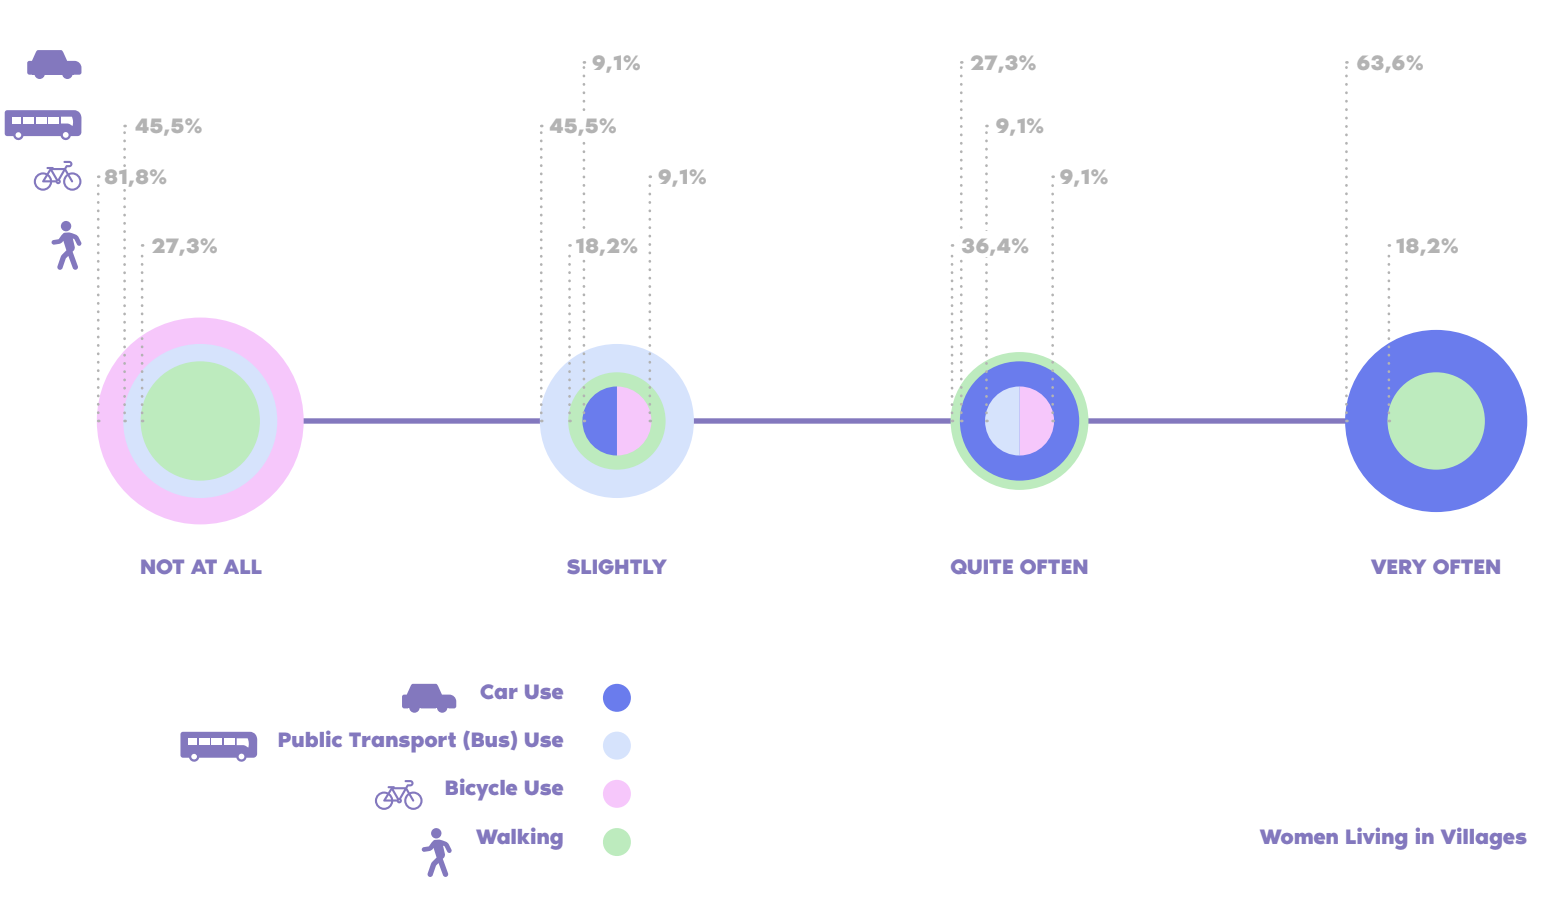 9,1%
27,3%
63,6%
45,5%
45,5%
9,1%
81,8%
9,1%
9,1%
27,3%
18,2%
36,4%
18,2%
NOT AT ALL
SLIGHTLY
QUITE OFTEN
VERY OFTEN
Car Use
Public Transport (Bus) Use
Bicycle Use
Walking
Women Living in Villages